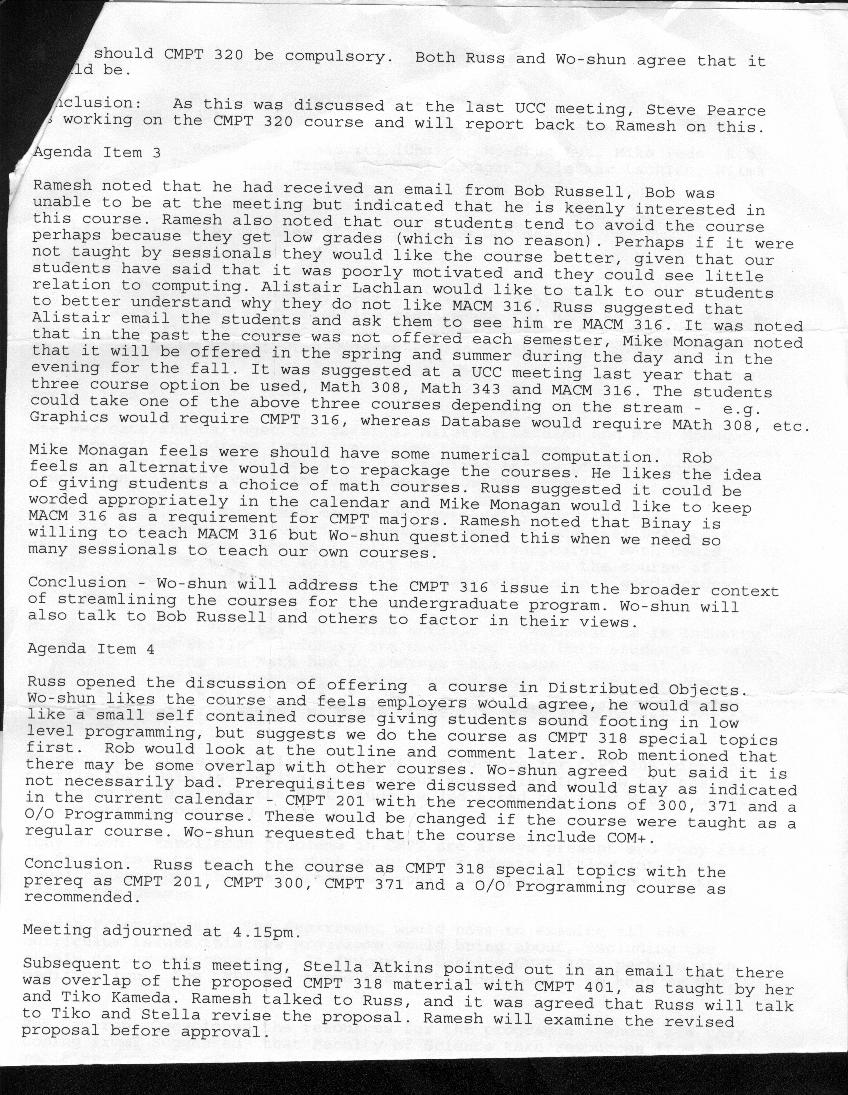 should CMPT 320 be compulsory.  Both Russ and Wo-shun agree that it
ld be.
nclusion:   As this was discussed at the last UCC meeting, Steve Pearce
working on the CMPT 320 course and will report back to Ramesh on this.
Agenda Item 3
Ramesh noted that he had received an email from Bob Russell, Bob was
unable to be at the meeting but indicated that he is keenly interested in
this course. Ramesh also noted that our students tend to avoid the course
perhaps because they get low grades (which is no reason). Perhaps if it were
not taught by sessionals they would like the course better, given that our
students have said that it was poorly motivated and they could see little
relation to computing. Alistair Lachlan would like to talk to our students
to better understand why they do not like MACM 316. Russ suggested that
Alistair email the students and ask them to see him re MACM 316. It was noted
that in the past the course was not offered each semester, Mike Monagan noted
that it will be offered in the spring and summer during the day and in the
evening for the fall. It was suggested at a UCC meeting last year that a
three course option be used, Math 308, Math 343 and MACM 316. The students
could take one of the above three courses depending on the stream -  e.g.
Graphics would require CMPT 316, whereas Database would require MAth 308, etc.
Mike Monagan feels were should have some numerical computation.  Rob
feels an alternative would be to repackage the courses. He likes the idea
of giving students a choice of math courses. Russ suggested it could be
worded appropriately in the calendar and Mike Monagan would like to keep
MACM 316 as a requirement for CMPT majors. Ramesh noted that Binay is
willing to teach MACM 316 but Wo-shun questioned this when we need so
many sessionals to teach our own courses.
Conclusion - Wo-shun will address the CMPT 316 issue in the broader context
of streamlining the courses for the undergraduate program. Wo-shun will
also talk to Bob Russell and others to factor in their views.
Agenda Item 4
Russ opened the discussion of offering  a course in Distributed Objects.
Wo-shun likes the course and feels employers would agree, he would also
like a small self contained course giving students sound footing in low
level programming, but suggests we do the course as CMPT 318 special topics
first.  Rob would look at the outline and comment later. Rob mentioned that
there may be some overlap with other courses. Wo-shun agreed  but said it is
not necessarily bad. Prerequisites were discussed and would stay as indicated
in the current calendar - CMPT 201 with the recommendations of 300, 371 and a
O/O Programming course. These would be changed if the course were taught as a
regular course. Wo-shun requested that the course include COM+.
Conclusion.  Russ teach the course as CMPT 318 special topics with the
prereq as CMPT 201, CMPT 300, CMPT 371 and a O/O Programming course as
recommended.
Meeting adjourned at 4.15pm.
Subsequent to this meeting, Stella Atkins pointed out in an email that there
was overlap of the proposed CMPT 318 material with CMPT 401, as taught by her
and Tiko Kameda. Ramesh talked to Russ, and it was agreed that Russ will talk
to Tiko and Stella revise the proposal. Ramesh will examine the revised
proposal before approval.